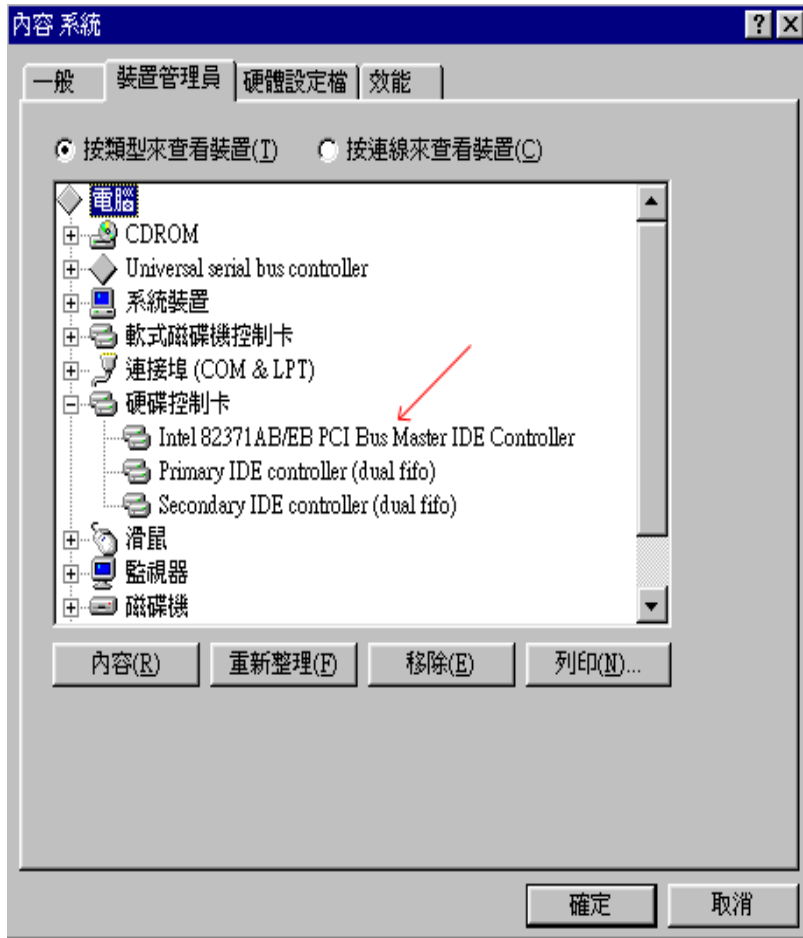 內容 系統
一般 裝置管理員 硬體設定檔 效能
按類型來查看裝置(T) 按連線來查看裝置(C)
電腦
CDROM
Universal serial bus controller
系統裝置
軟式磁碟機控制卡
連接埠 (COM & LPT)
硬碟控制卡
Intel 82371AB/EB PCI Bus Master IDE Controller
Primary IDE controller (dual fifo)
Secondary IDE controller (dual fifo)
滑鼠
監視器
磁碟機
內容(R) 重新整理(F) 移除(E) 列印(N)...
確定 取消